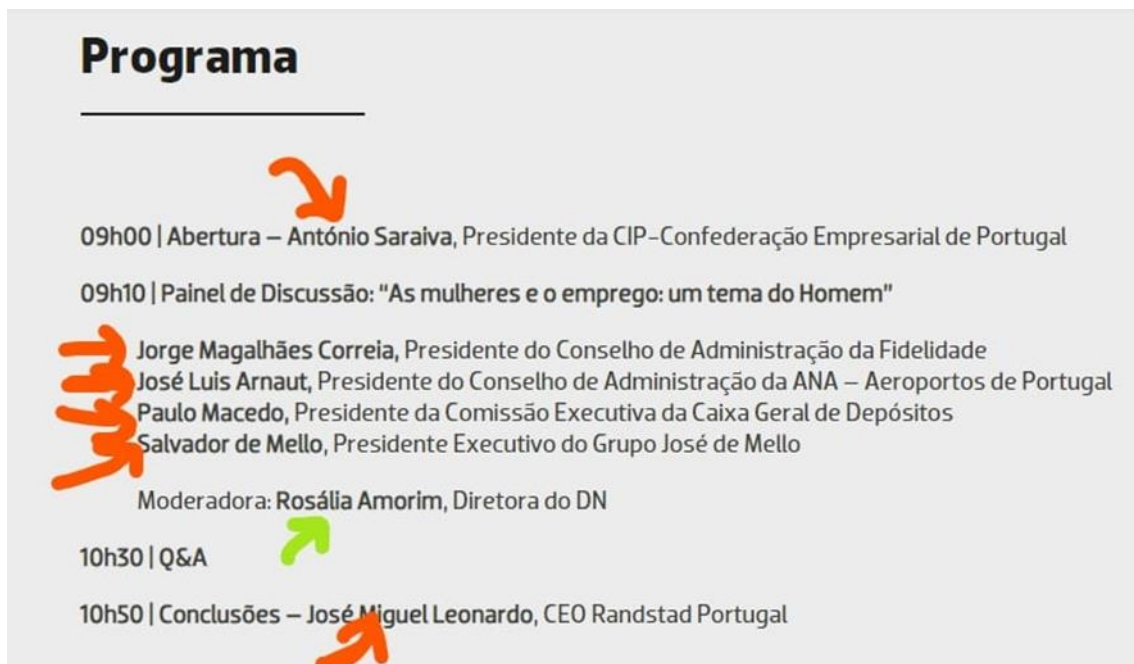 Programa
09h00 | Abertura – António Saraiva, Presidente da CIP-Confederação Empresarial de Portugal
09h10 | Painel de Discussão: “As mulheres e o emprego: um tema do Homem”
Jorge Magalhães Correia, Presidente do Conselho de Administração da Fidelidade
José Luis Arnaut, Presidente do Conselho de Administração da ANA – Aeroportos de Portugal
Paulo Macedo, Presidente da Comissão Executiva da Caixa Geral de Depósitos
Salvador de Mello, Presidente Executivo do Grupo José de Mello
Moderadora: Rosália Amorim, Diretora do DN
10h30 | Q&A
10h50 | Conclusões – José Miguel Leonardo, CEO Randstad Portugal